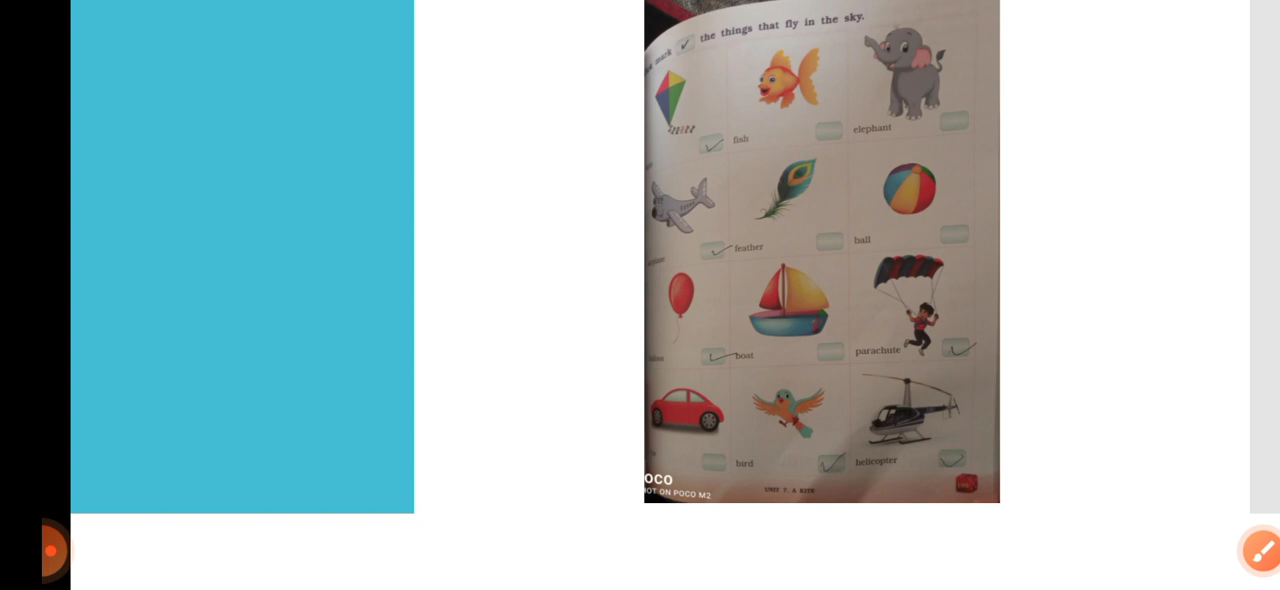 mark ✓ the things that fly in the sky.
fish
elephant
feather
ball
boat
parachute
bird
helicopter
UNIT 7. A KITE
OCO
HOT ON POCO M2